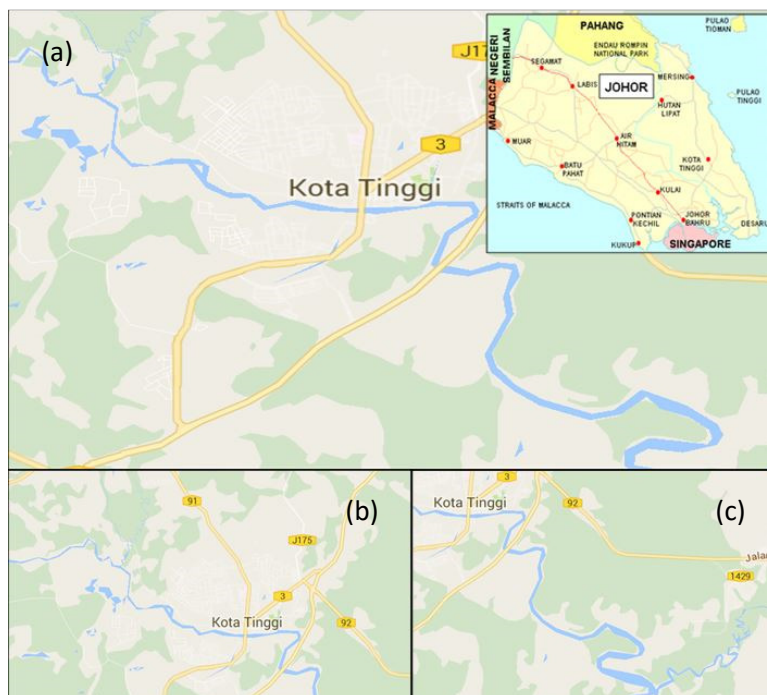 (a)
J17
3
Kota Tinggi
PAHANG
PULAO
TIOMAN
ENDAU ROMPIN
NATIONAL PARK
MALACCA NEGERI
SEMBILAN
SEGAMAT
LABIS
JOHOR
MERSING
PULAO
TINGGI
HUTAN
LIPAT
MUAR
AIR
HITAM
BATU
PAHAT
KOTA
TINGGI
KULAI
STRAITS OF MALACCA
PONTIAN
KECHIL
JOHOR
BAHRU
DESARU
KUKUP
SINGAPORE
(b)
91
J175
3
Kota Tinggi
92
(c)
3
Kota Tinggi
92
Jala
1429